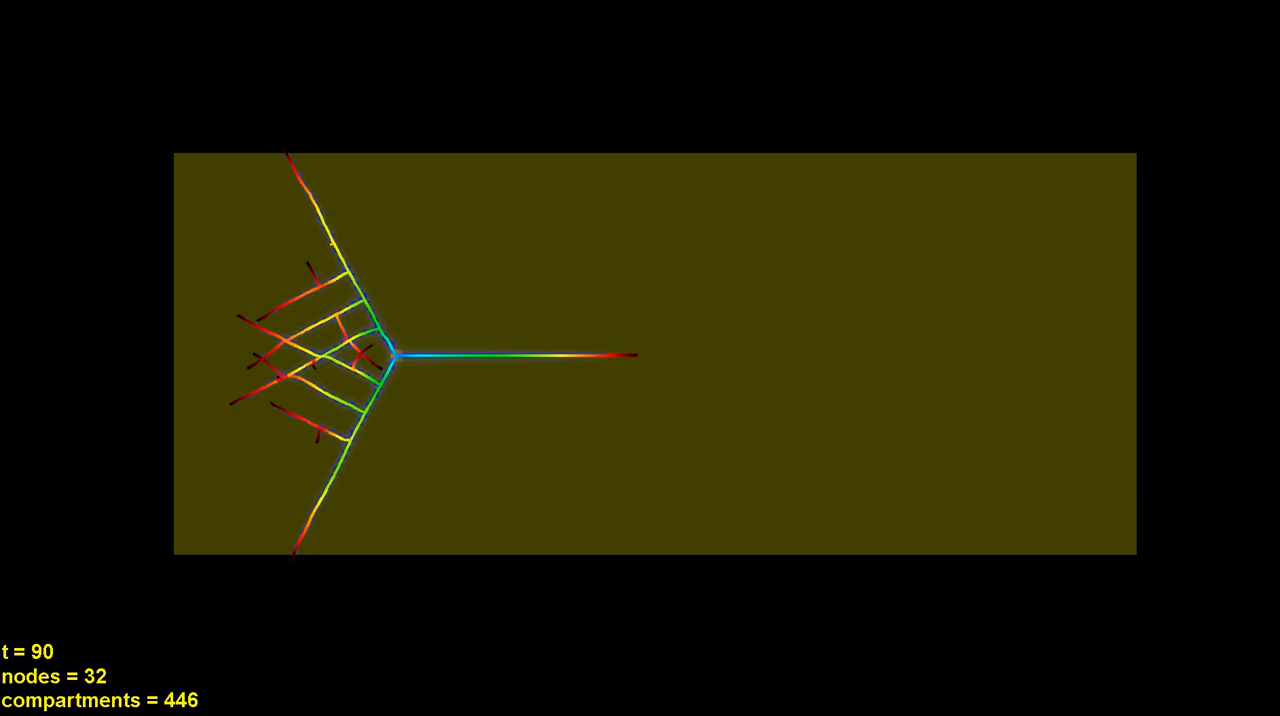 t = 90
nodes = 32
compartments = 446